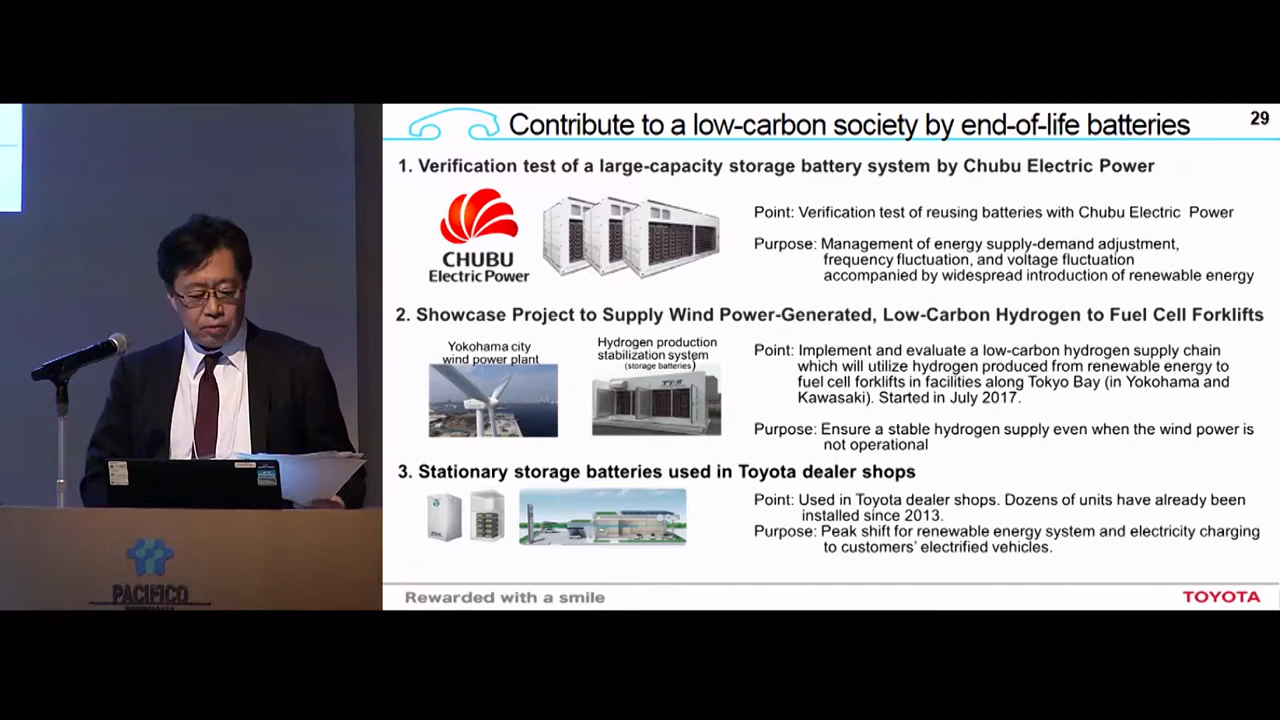 Contribute to a low-carbon society by end-of-life batteries
29
1. Verification test of a large-capacity storage battery system by Chubu Electric Power
CHUBU
Electric Power
Point: Verification test of reusing batteries with Chubu Electric Power
Purpose: Management of energy supply-demand adjustment,
frequency fluctuation, and voltage fluctuation
accompanied by widespread introduction of renewable energy
2. Showcase Project to Supply Wind Power-Generated, Low-Carbon Hydrogen to Fuel Cell Forklifts
Yokohama city
wind power plant
Hydrogen production
stabilization system
(storage batteries)
Point: Implement and evaluate a low-carbon hydrogen supply chain
which will utilize hydrogen produced from renewable energy to
fuel cell forklifts in facilities along Tokyo Bay (in Yokohama and
Kawasaki). Started in July 2017.
Purpose: Ensure a stable hydrogen supply even when the wind power is
not operational
3. Stationary storage batteries used in Toyota dealer shops
Point: Used in Toyota dealer shops. Dozens of units have already been
installed since 2013.
Purpose: Peak shift for renewable energy system and electricity charging
to customers' electrified vehicles.
Rewarded with a smile
TOYOTA
PACIFICO